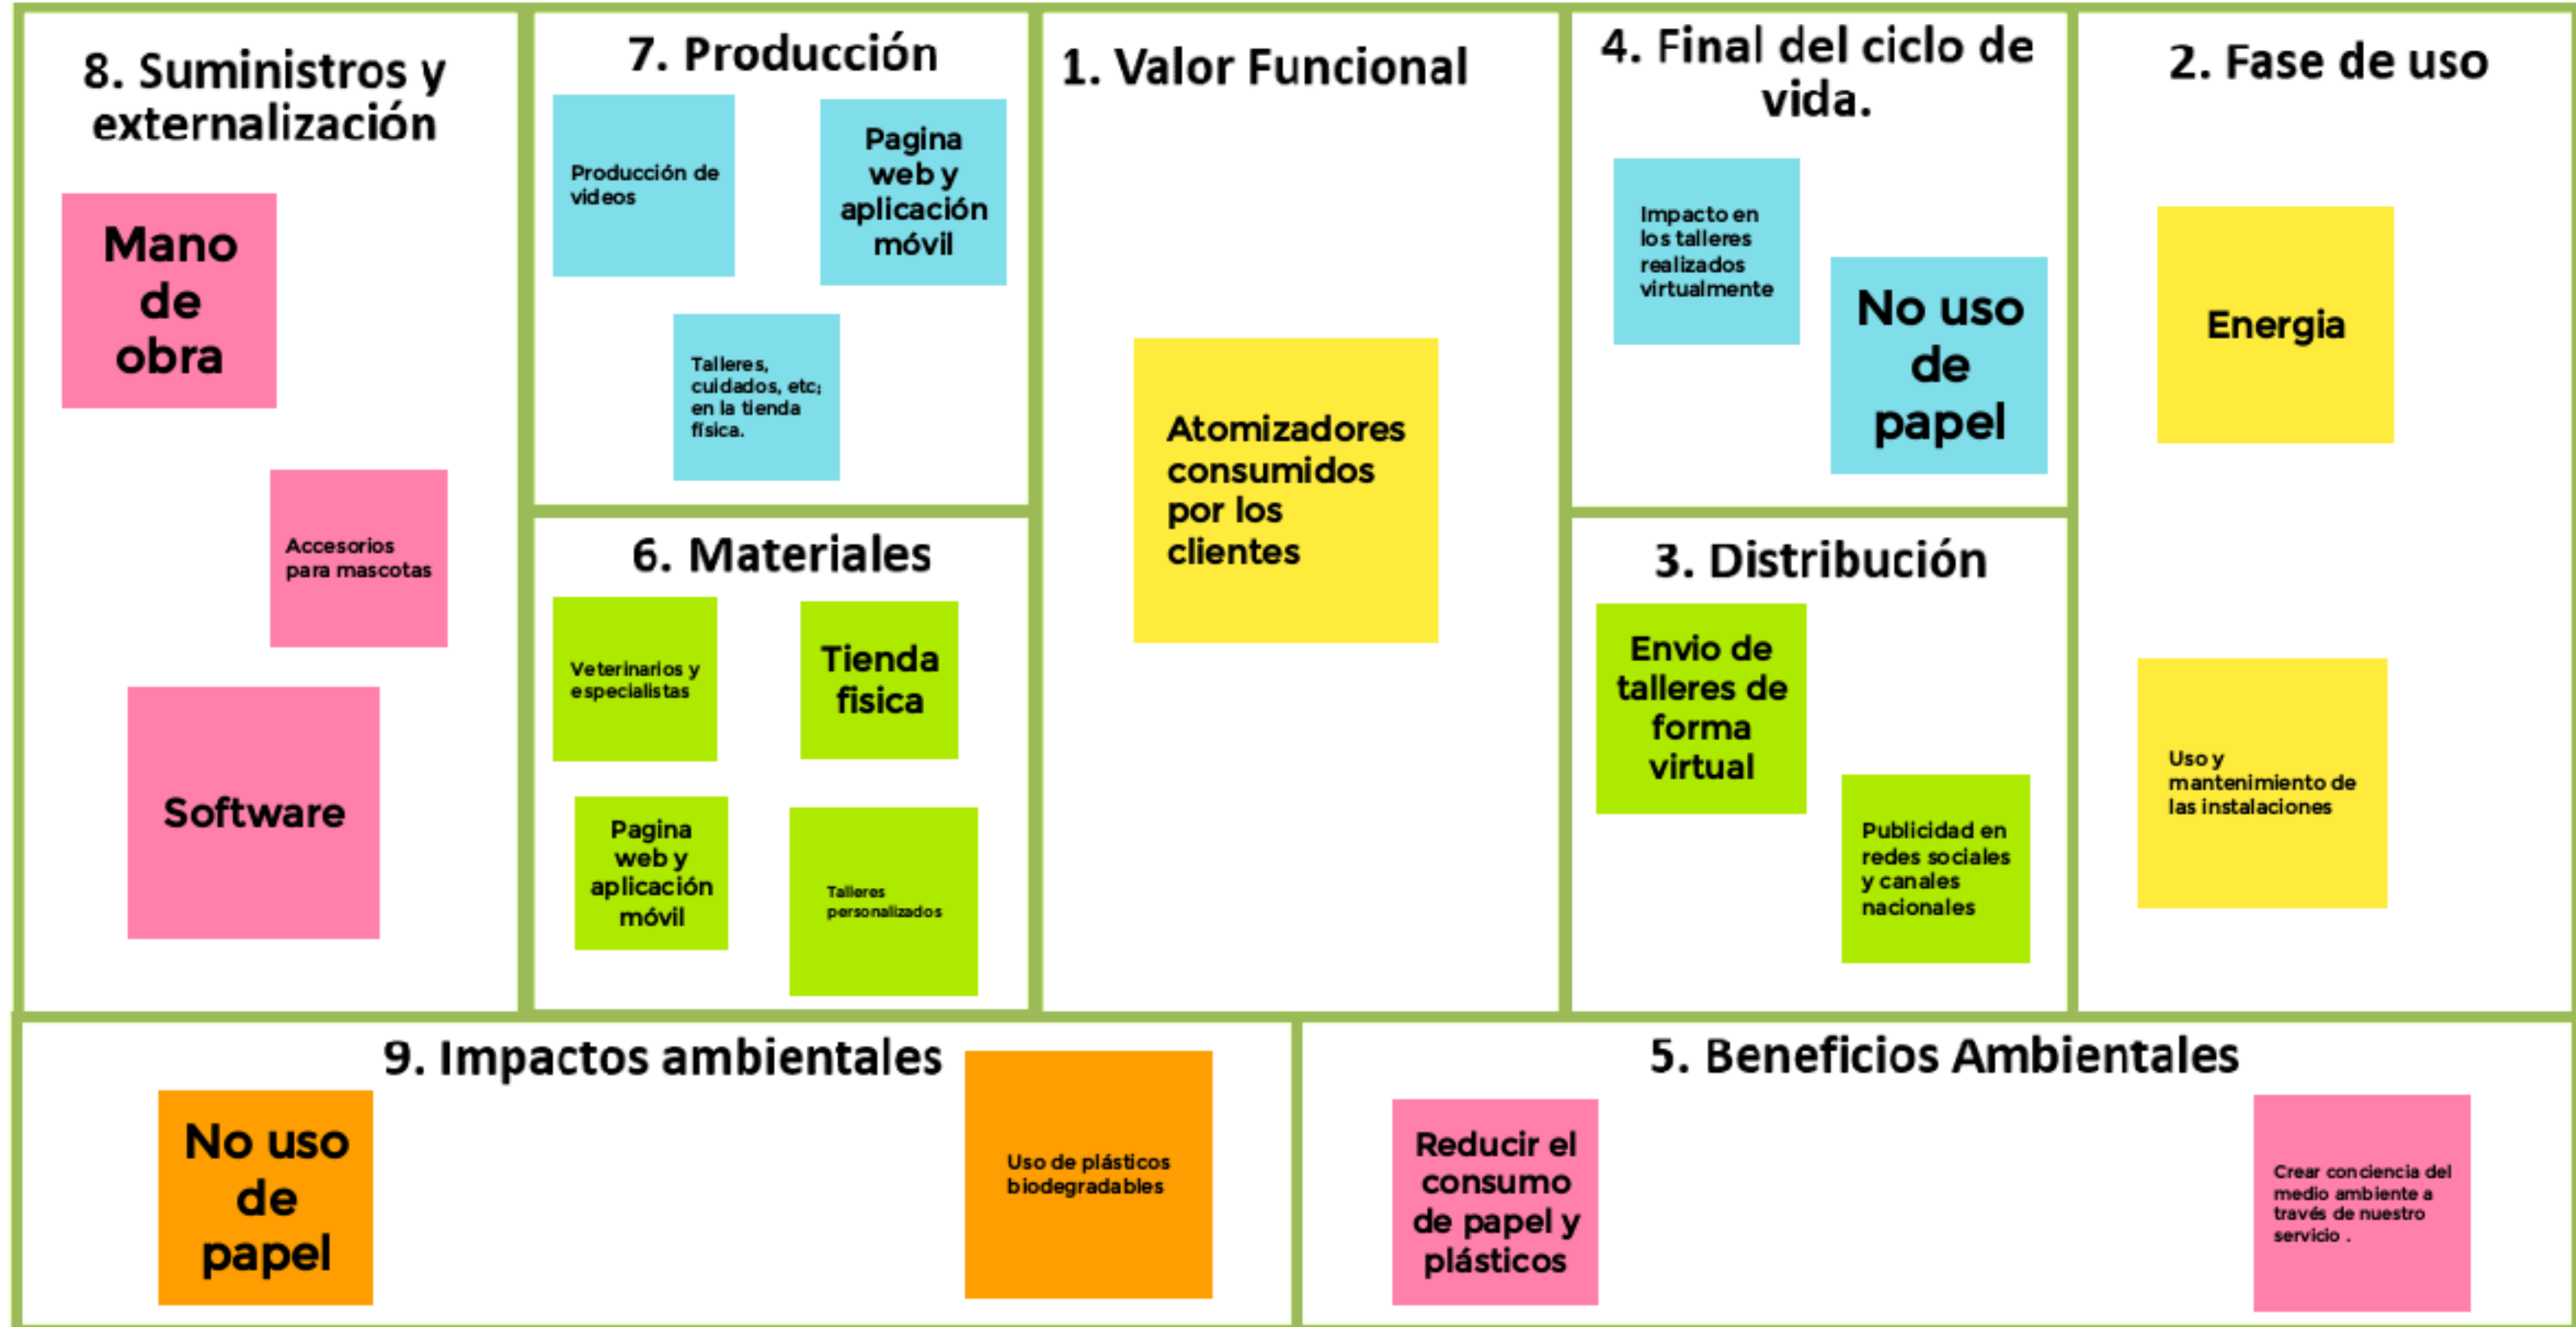 8. Suministros y
externalización
Mano
de
obra
Accesorios
para mascotas
Software
7. Producción
Producción de
videos
Pagina
web y
aplicación
móvil
Talleres,
cuidados, etc;
en la tienda
física.
6. Materiales
Veterinarios y
especialistas
Tienda
fisica
Pagina
web y
aplicación
móvil
Talleres
personalizados
1. Valor Funcional
Atomizadores
consumidos
por los
clientes
4. Final del ciclo de
vida.
Impacto en
los talleres
realizados
virtualmente
No uso
de
papel
3. Distribución
Envio de
talleres de
forma
virtual
Publicidad en
redes sociales
y canales
nacionales
2. Fase de uso
Energia
Uso y
mantenimiento de
las instalaciones
9. Impactos ambientales
No uso
de
papel
Uso de plásticos
biodegradables
5. Beneficios Ambientales
Reducir el
consumo
de papel y
plásticos
Crear conciencia del
medio ambiente a
través de nuestro
servicio .